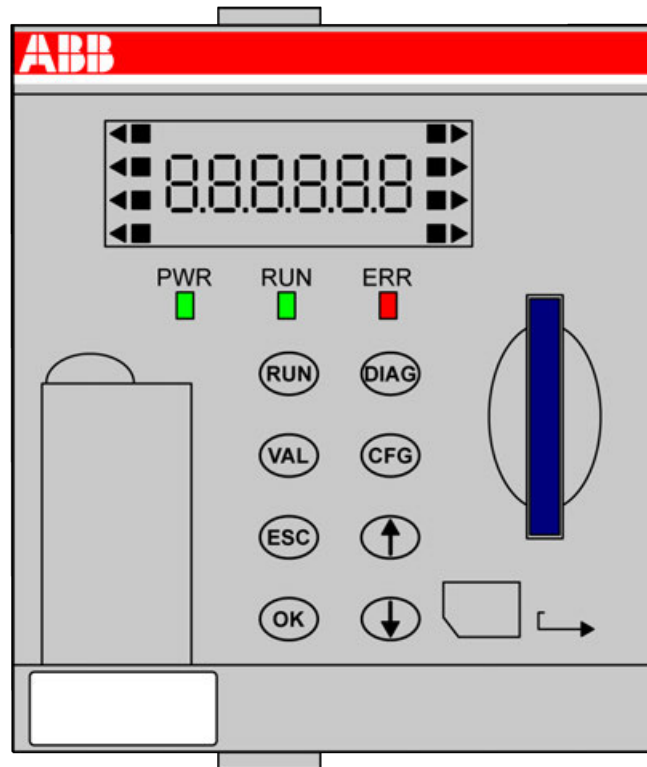 ABB
8.8.8.8.8.8
PWR RUN ERR
RUN DIAG
VAL CFG
ESC
OK